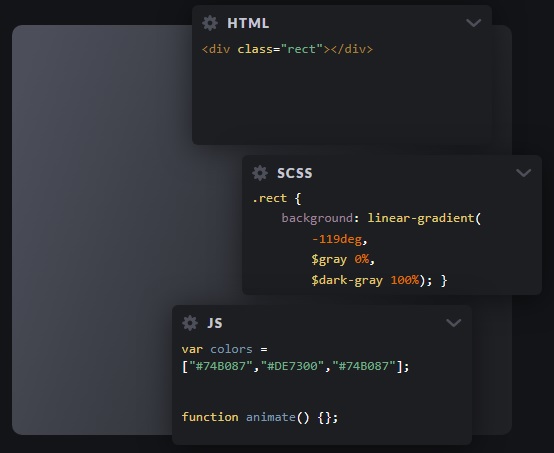 HTML
<div class="rect"></div>
SCSS
.rect {
background: linear-gradient(
-119deg,
$gray 0%,
$dark-gray 100%); }
JS
var colors =
["#74B087","#DE7300","#74B087"];
function animate() {};